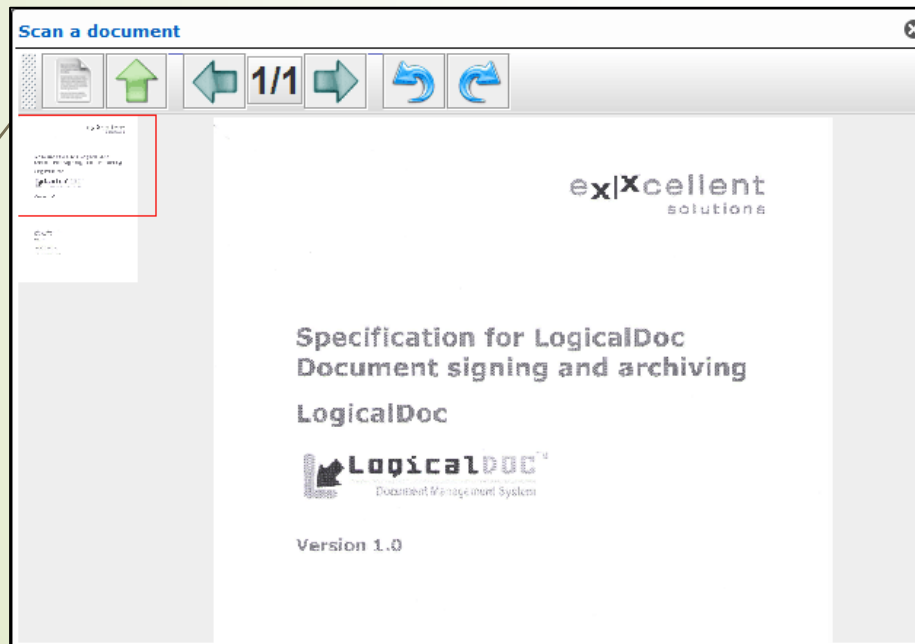 Scan a document
1/1
ex|xcellent
solutions
Specification for LogicalDoc
Document signing and archiving
LogicalDoc
LogicalDOC™
Document Management System
Version 1.0